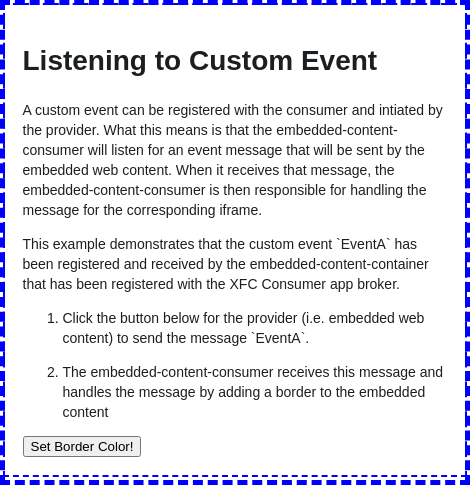 Listening to Custom Event
A custom event can be registered with the consumer and intiated by
the provider. What this means is that the embedded-content-
consumer will listen for an event message that will be sent by the
embedded web content. When it receives that message, the
embedded-content-consumer is then responsible for handling the
message for the corresponding iframe.
This example demonstrates that the custom event `EventA` has
been registered and received by the embedded-content-container
that has been registered with the XFC Consumer app broker.
1. Click the button below for the provider (i.e. embedded web
content) to send the message `EventA`.
2. The embedded-content-consumer receives this message and
handles the message by adding a border to the embedded
content
Set Border Color!